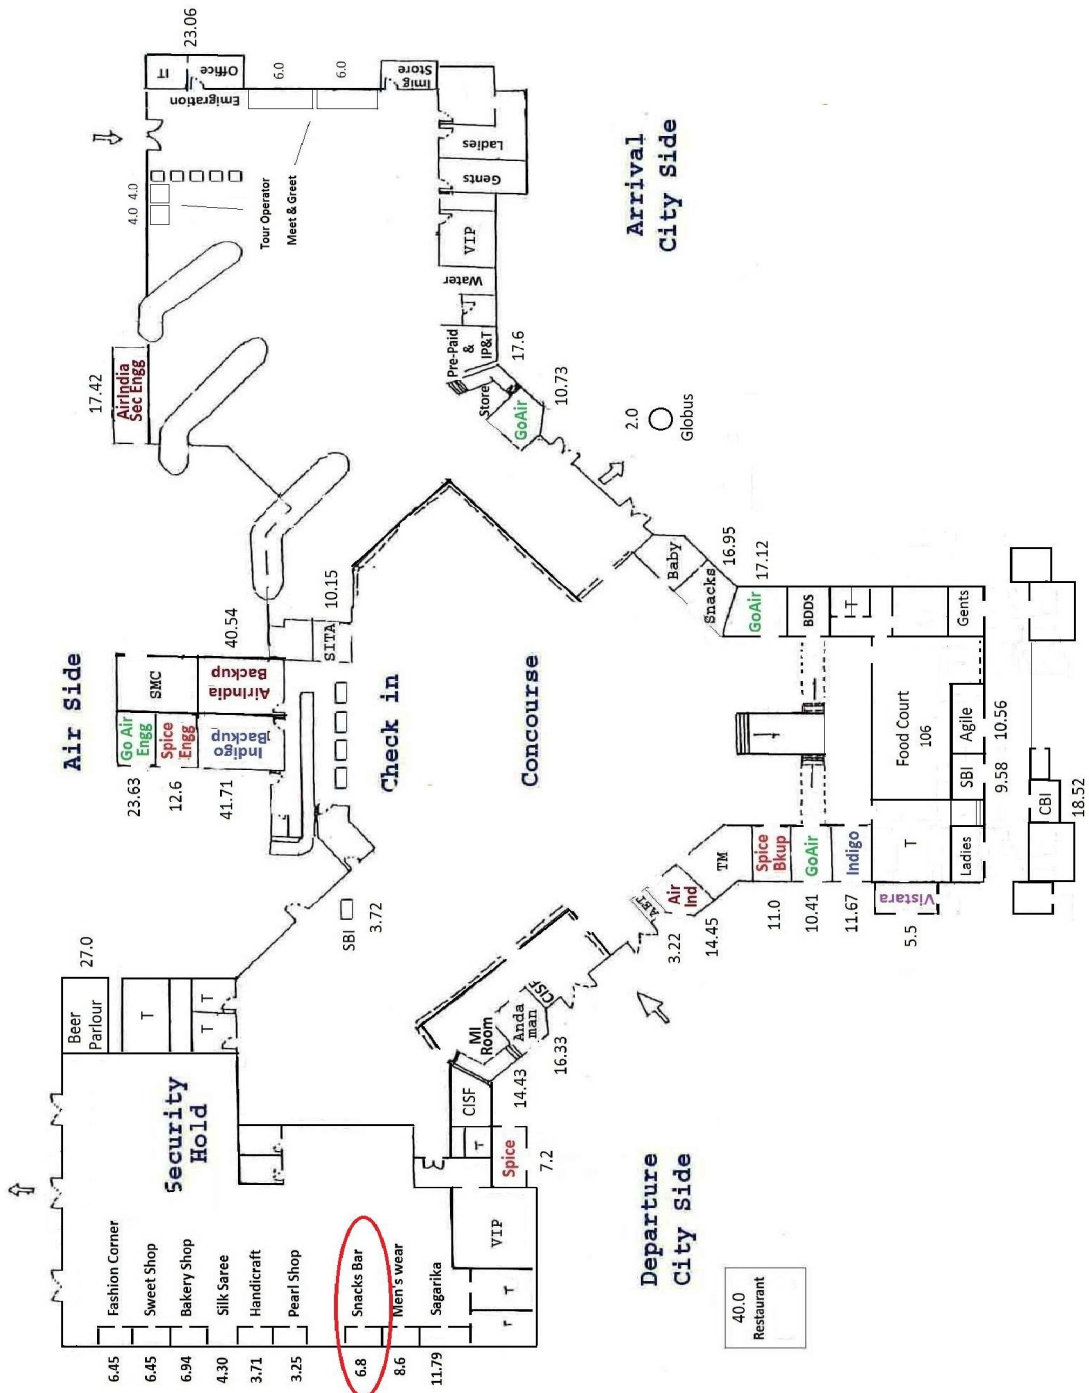 23.06
IT
Office
Emigration
6.0
6.0
Imig
Store
4.0 4.0
Tour Operator
Meet & Greet
Ladies
Gents
VIP
Water
Arrival
City Side
17.42
AirIndia
Sec Engg
Pre-Paid
&
IP&T
17.6
Store
GoAir
10.73
2.0
Globus
Air Side
40.54
10.15
SITA
SMC
AirIndia
Backup
Go Air
Engg
Spice
Engg
Indigo
Backup
23.63
12.6
41.71
Check in
Concourse
Baby
Snacks
16.95
17.12
GoAir
BDDS
T
Gents
Food Court
106
Agile
10.56
SBI
9.58
CBI
18.52
T
Ladies
TM
Spice
Bkup
GoAir
Indigo
Vistara
11.0
10.41
11.67
5.5
ABT
Air
Ind
3.22
14.45
SBI
3.72
27.0
Beer
Parlour
T
T
T
Security
Hold
MI
Room
Anda
man
CISF
16.33
14.43
CISF
T
Spice
7.2
VIP
T
T
Departure
City Side
40.0
Restaurant
Fashion Corner
6.45
Sweet Shop
6.45
Bakery Shop
6.94
Silk Saree
4.30
Handicraft
3.71
Pearl Shop
3.25
Snacks Bar
6.8
Men's wear
8.6
Sagarika
11.79